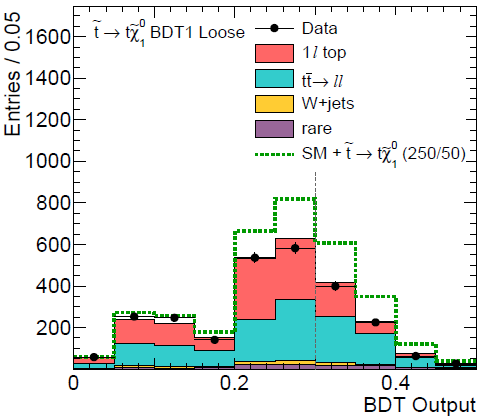 t̃ → tχ̃₁⁰ BDT1 Loose
Data
1l top
tt̄→ ll
W+jets
rare
SM + t̃ → tχ̃₁⁰ (250/50)
Entries / 0.05
1600
1400
1200
1000
800
600
400
200
0
0 0.2 0.4
BDT Output